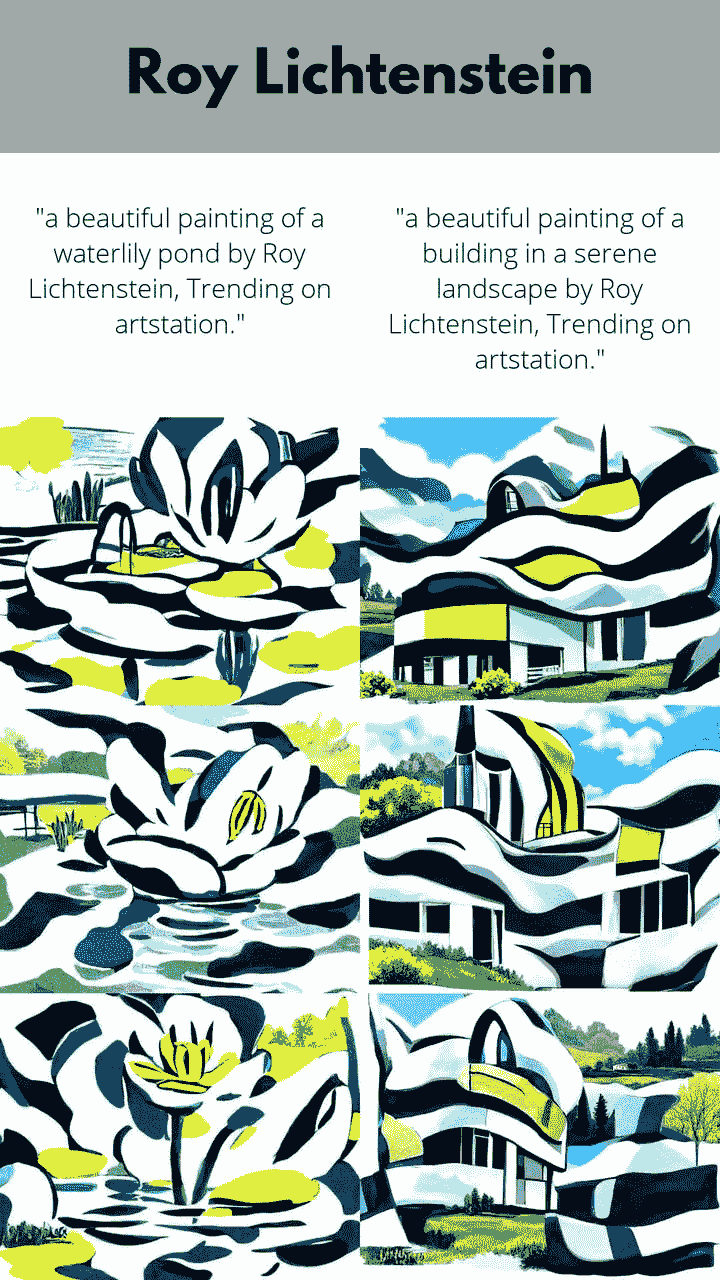 Roy Lichtenstein
"a beautiful painting of a
waterlily pond by Roy
Lichtenstein, Trending on
artstation."
"a beautiful painting of a
building in a serene
landscape by Roy
Lichtenstein, Trending on
artstation."